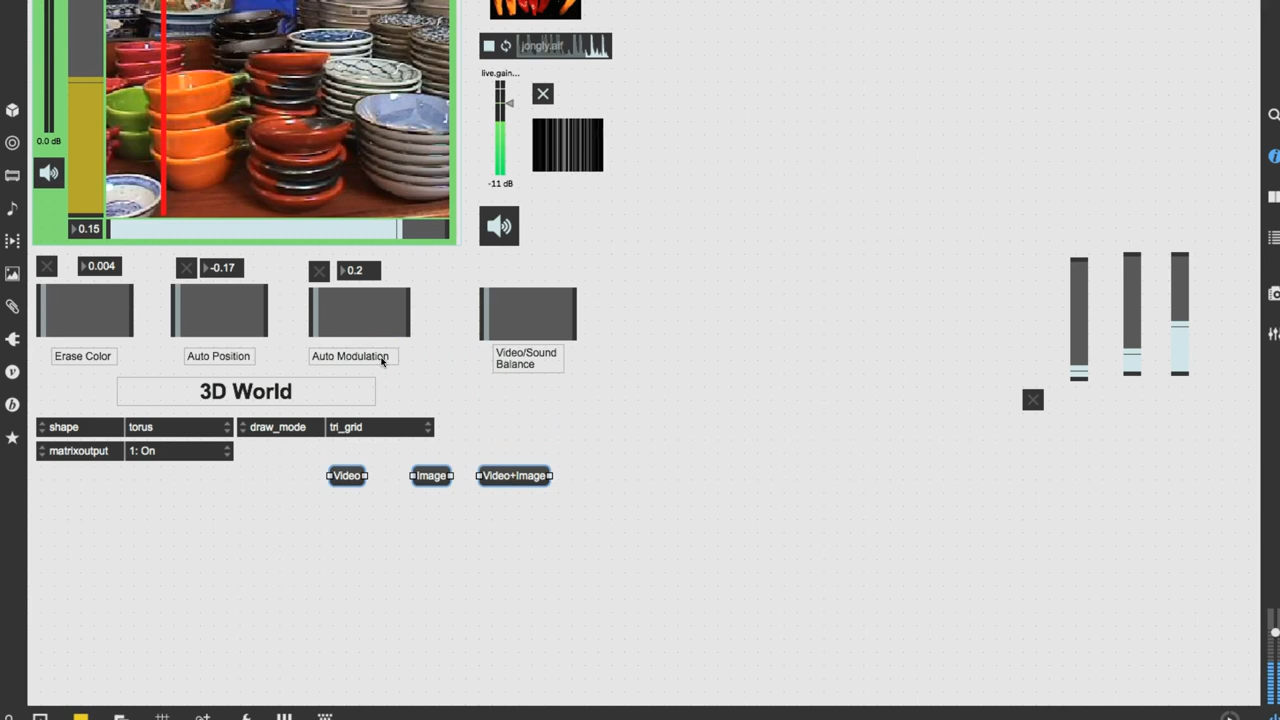 jongly.aif
live.gain...
0.0 dB
-11 dB
0.15
0.004
-0.17
0.2
Erase Color
Auto Position
Auto Modulation
Video/Sound
Balance
3D World
shape torus draw_mode tri_grid
matrixoutput 1: On
Video Image Video+Image